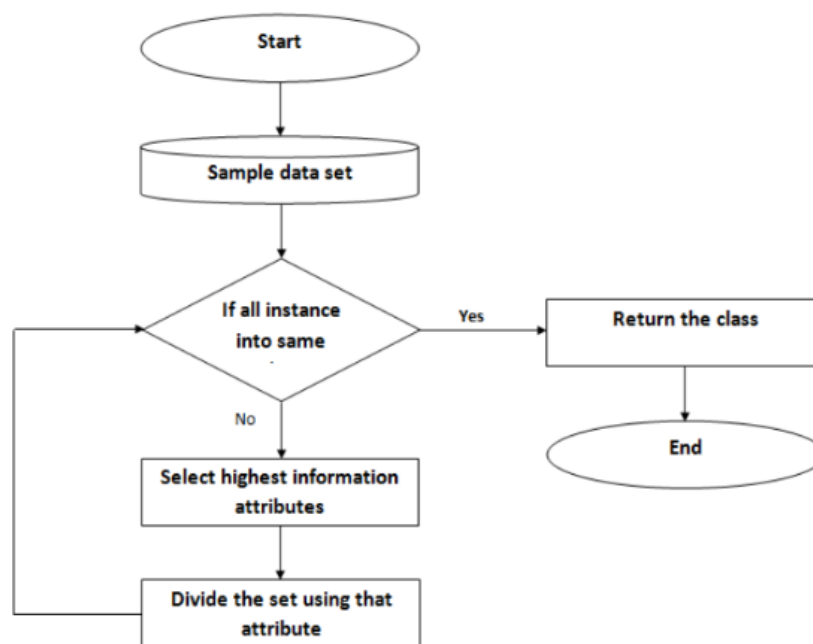 Start
Sample data set
If all instance
into same
.
Yes
Return the class
No
End
Select highest information
attributes
Divide the set using that
attribute